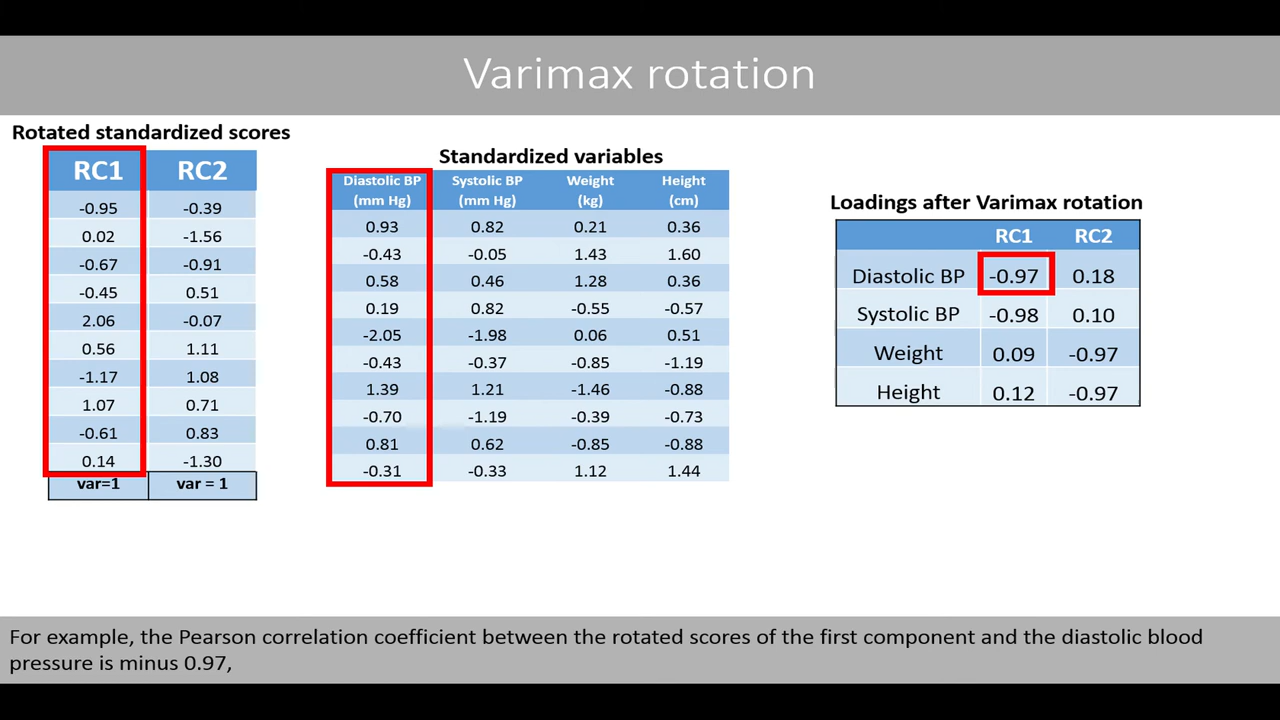 Varimax rotation
Rotated standardized scores
RC1 RC2
-0.95 -0.39
0.02 -1.56
-0.67 -0.91
-0.45 0.51
2.06 -0.07
0.56 1.11
-1.17 1.08
1.07 0.71
-0.61 0.83
0.14 -1.30
var=1 var = 1
Standardized variables
Diastolic BP Systolic BP Weight Height
(mm Hg) (mm Hg) (kg) (cm)
0.93 0.82 0.21 0.36
-0.43 -0.05 1.43 1.60
0.58 0.46 1.28 0.36
0.19 0.82 -0.55 -0.57
-2.05 -1.98 0.06 0.51
-0.43 -0.37 -0.85 -1.19
1.39 1.21 -1.46 -0.88
-0.70 -1.19 -0.39 -0.73
0.81 0.62 -0.85 -0.88
-0.31 -0.33 1.12 1.44
Loadings after Varimax rotation
RC1 RC2
Diastolic BP -0.97 0.18
Systolic BP -0.98 0.10
Weight 0.09 -0.97
Height 0.12 -0.97
For example, the Pearson correlation coefficient between the rotated scores of the first component and the diastolic blood
pressure is minus 0.97,